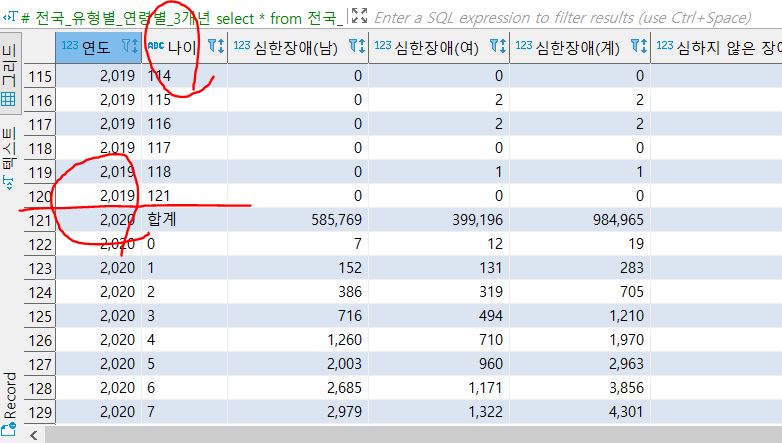 # 전국_유형별_연령별_3개년 select * from 전국_ Enter a SQL expression to filter results (use Ctrl+Space)
그리드
텍스트
Record
123 연도 ABC 나이 123 심한장애(남) 123 심한장애(여) 123 심한장애(계) 123 심하지 않은 장애
115 2,019 114 0 0 0
116 2,019 115 0 2 2
117 2,019 116 0 2 2
118 2,019 117 0 0 0
119 2,019 118 0 1 1
120 2,019 121 0 0 0
121 2,020 합계 585,769 399,196 984,965
122 2,020 0 7 12 19
123 2,020 1 152 131 283
124 2,020 2 386 319 705
125 2,020 3 716 494 1,210
126 2,020 4 1,260 710 1,970
127 2,020 5 2,003 960 2,963
128 2,020 6 2,685 1,171 3,856
129 2,020 7 2,979 1,322 4,301